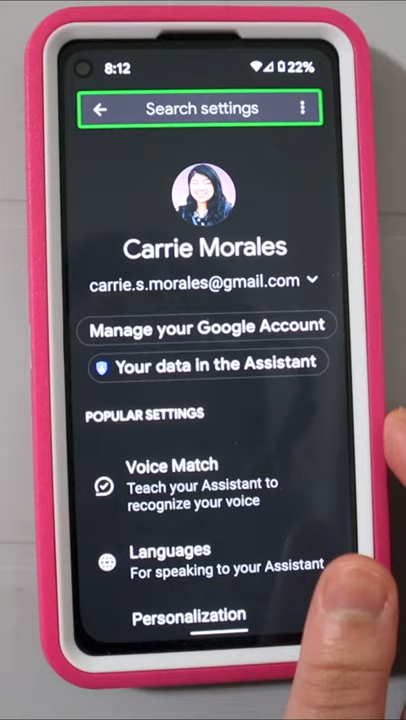 8:12
22%
Search settings
Carrie Morales
carrie.s.morales@gmail.com
Manage your Google Account
Your data in the Assistant
POPULAR SETTINGS
Voice Match
Teach your Assistant to
recognize your voice
Languages
For speaking to your Assistant
Personalization